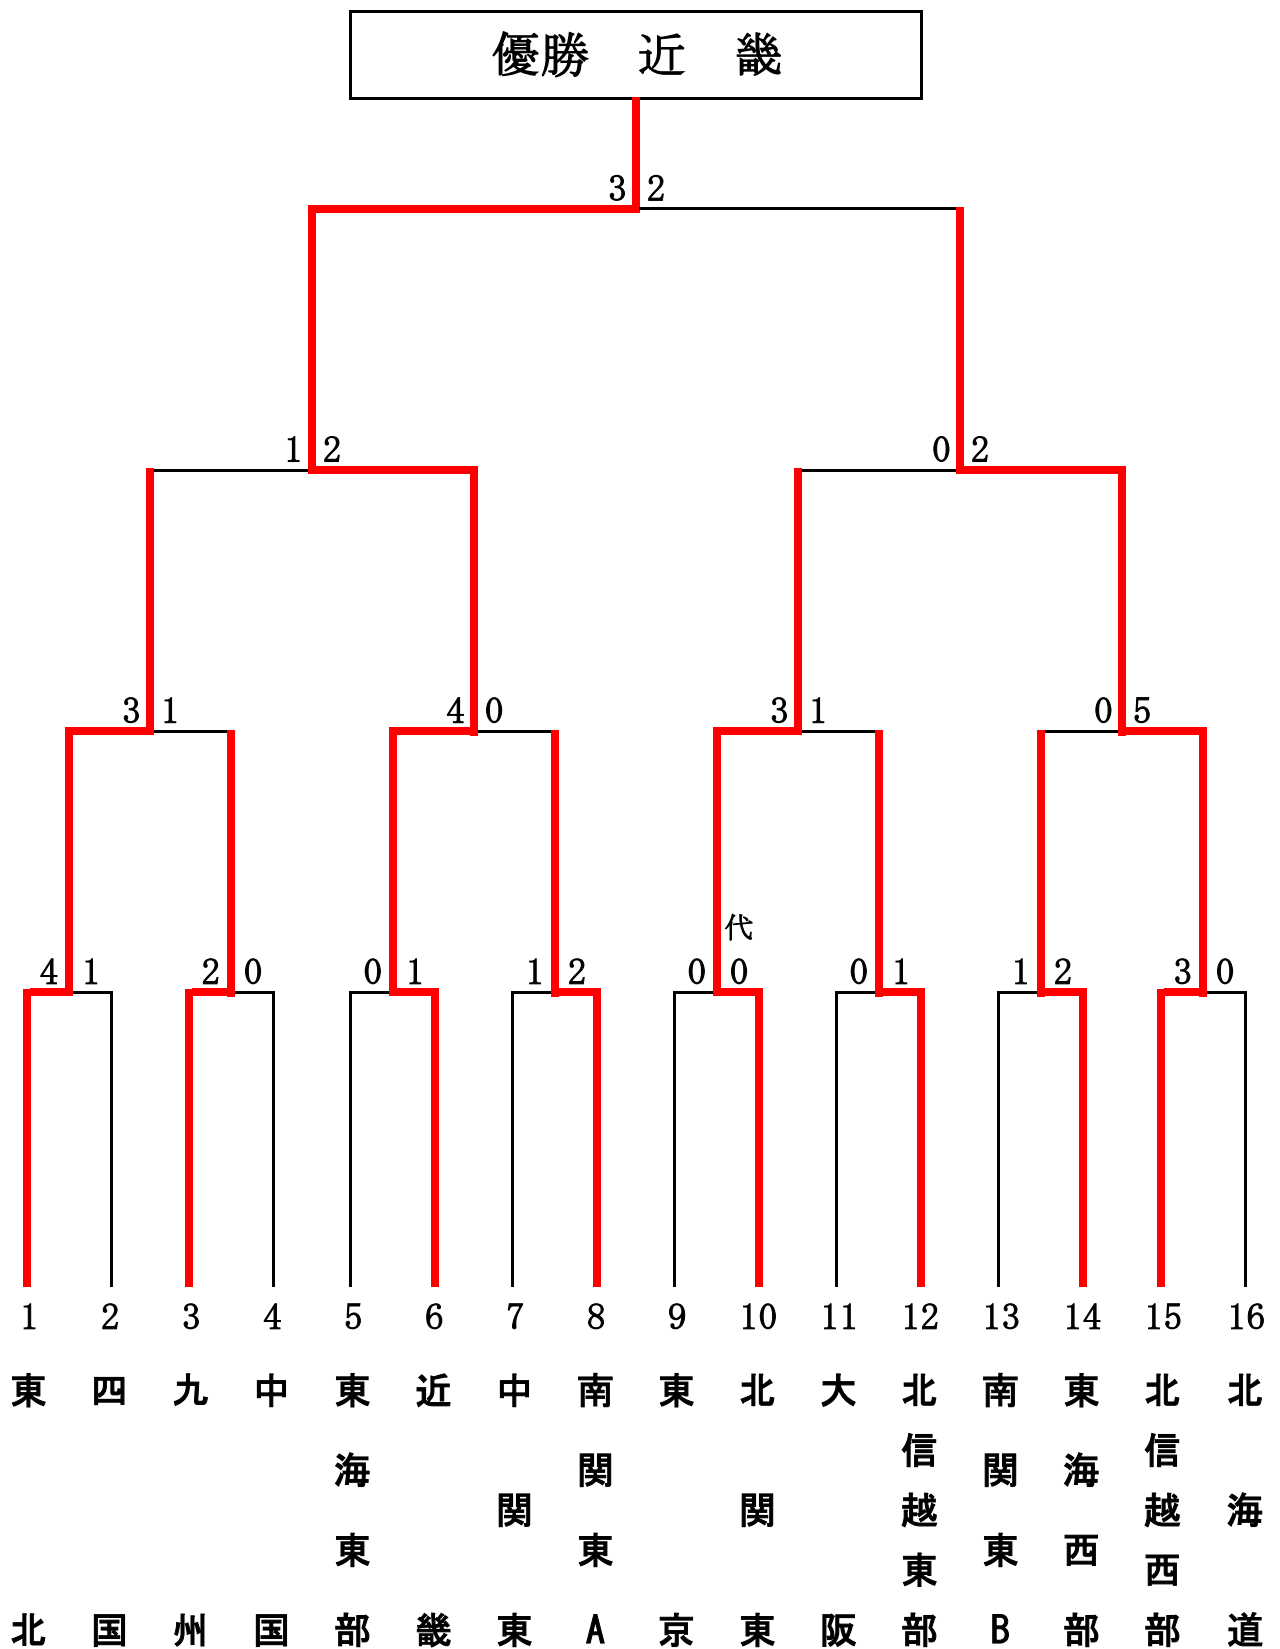 優勝　近　畿
3 2
1 2
0 2
3 1
4 0
3 1
0 5
代
4 1
2 0
0 1
1 2
0 0
0 1
1 2
3 0
1 2 3 4 5 6 7 8 9 10 11 12 13 14 15 16
東北
四国
九州
中国
東海東部
近畿
中関東
南関東A
東京
北関東
大阪
北信越東部
南関東B
東海西部
北信越西部
北海道